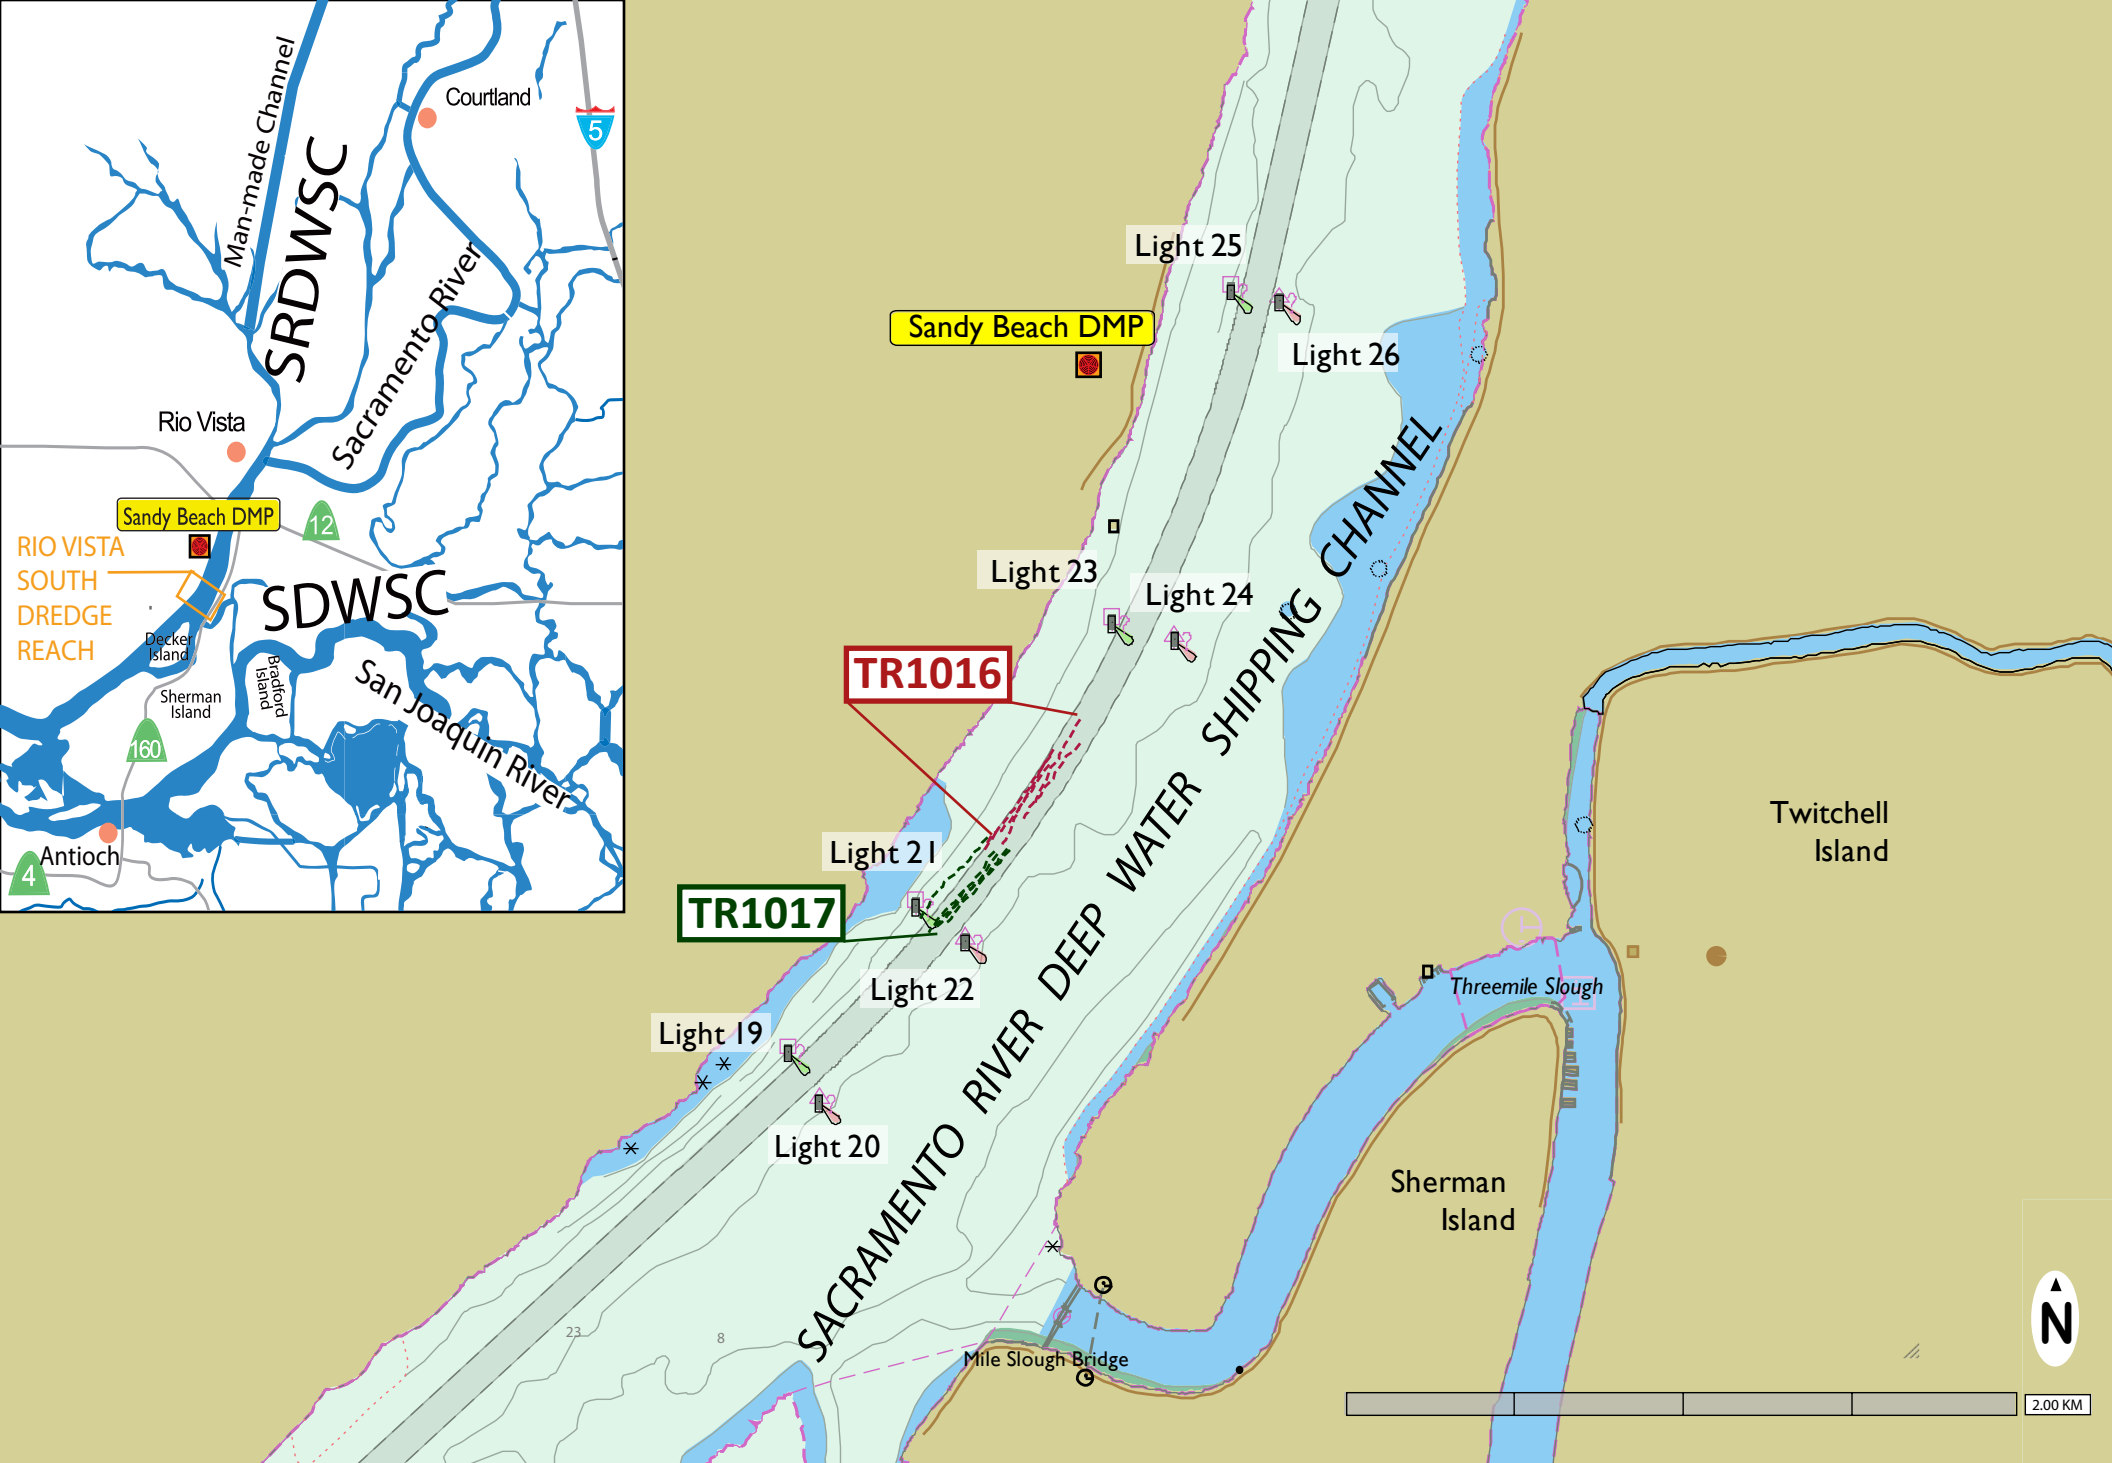 Man-made Channel
SRDWSC
Courtland
5
Sacramento River
Rio Vista
Sandy Beach DMP
12
RIO VISTA
SOUTH
DREDGE
REACH
SDWSC
Decker
Island
Bradford
Island
Sherman
Island
San Joaquin River
160
Antioch
4
Light 25
Sandy Beach DMP
Light 26
Light 23
Light 24
TR1016
Light 21
TR1017
Light 22
Light 19
Light 20
SACRAMENTO RIVER DEEP WATER SHIPPING CHANNEL
Twitchell
Island
Threemile Slough
Sherman
Island
23
8
Mile Slough Bridge
N
2.00 KM